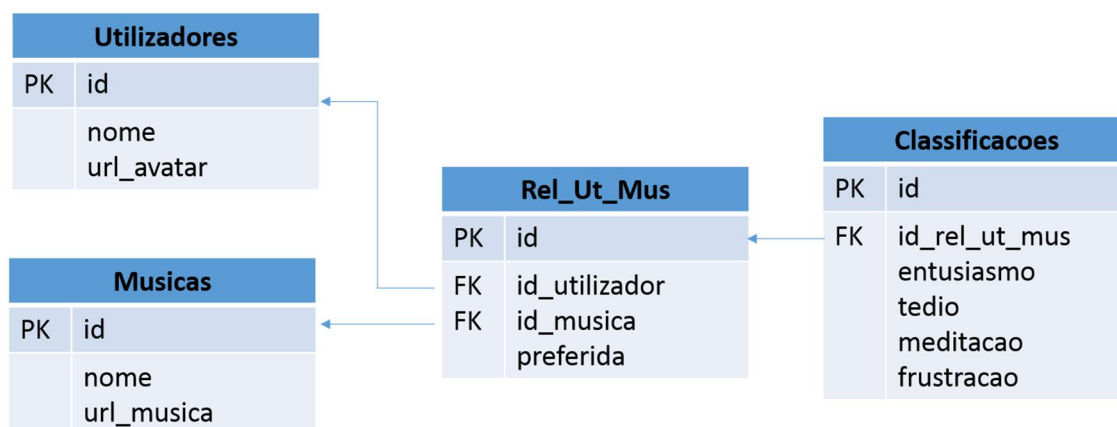 Utilizadores
PK id
nome
url_avatar
Musicas
PK id
nome
url_musica
Rel_Ut_Mus
PK id
FK id_utilizador
FK id_musica
preferida
Classificacoes
PK id
FK id_rel_ut_mus
entusiasmo
tedio
meditacao
frustracao